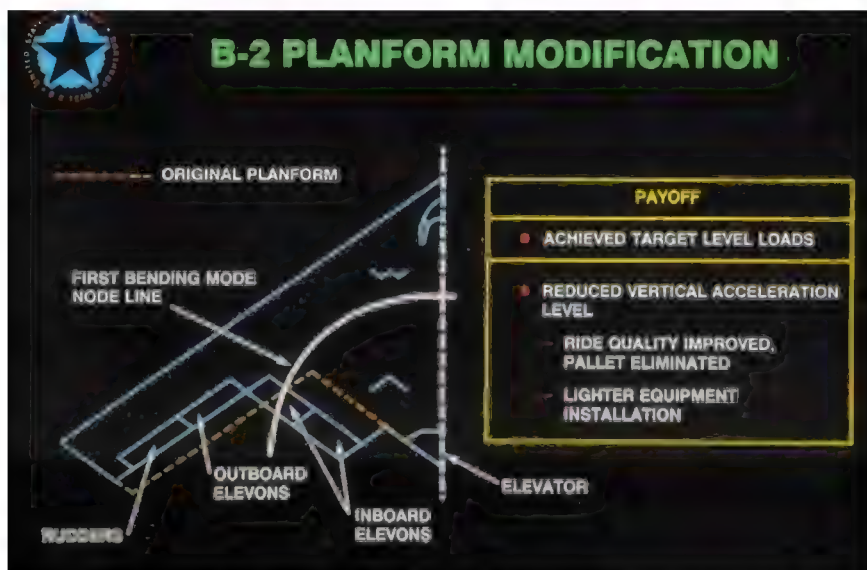 B-2 PLANFORM MODIFICATION
ORIGINAL PLANFORM
FIRST BENDING MODE
NODE LINE
OUTBOARD
ELEVONS
RUDDERS
INBOARD
ELEVONS
ELEVATOR
PAYOFF
ACHIEVED TARGET LEVEL LOADS
REDUCED VERTICAL ACCELERATION
LEVEL
– RIDE QUALITY IMPROVED,
PALLET ELIMINATED
– LIGHTER EQUIPMENT
INSTALLATION